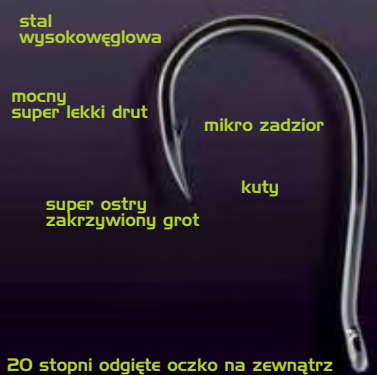 stal
wysokowęglowa
mocny
super lekki drut
mikro zadzior
kuty
super ostry
zakrzywiony grot
20 stopni odgięte oczko na zewnątrz